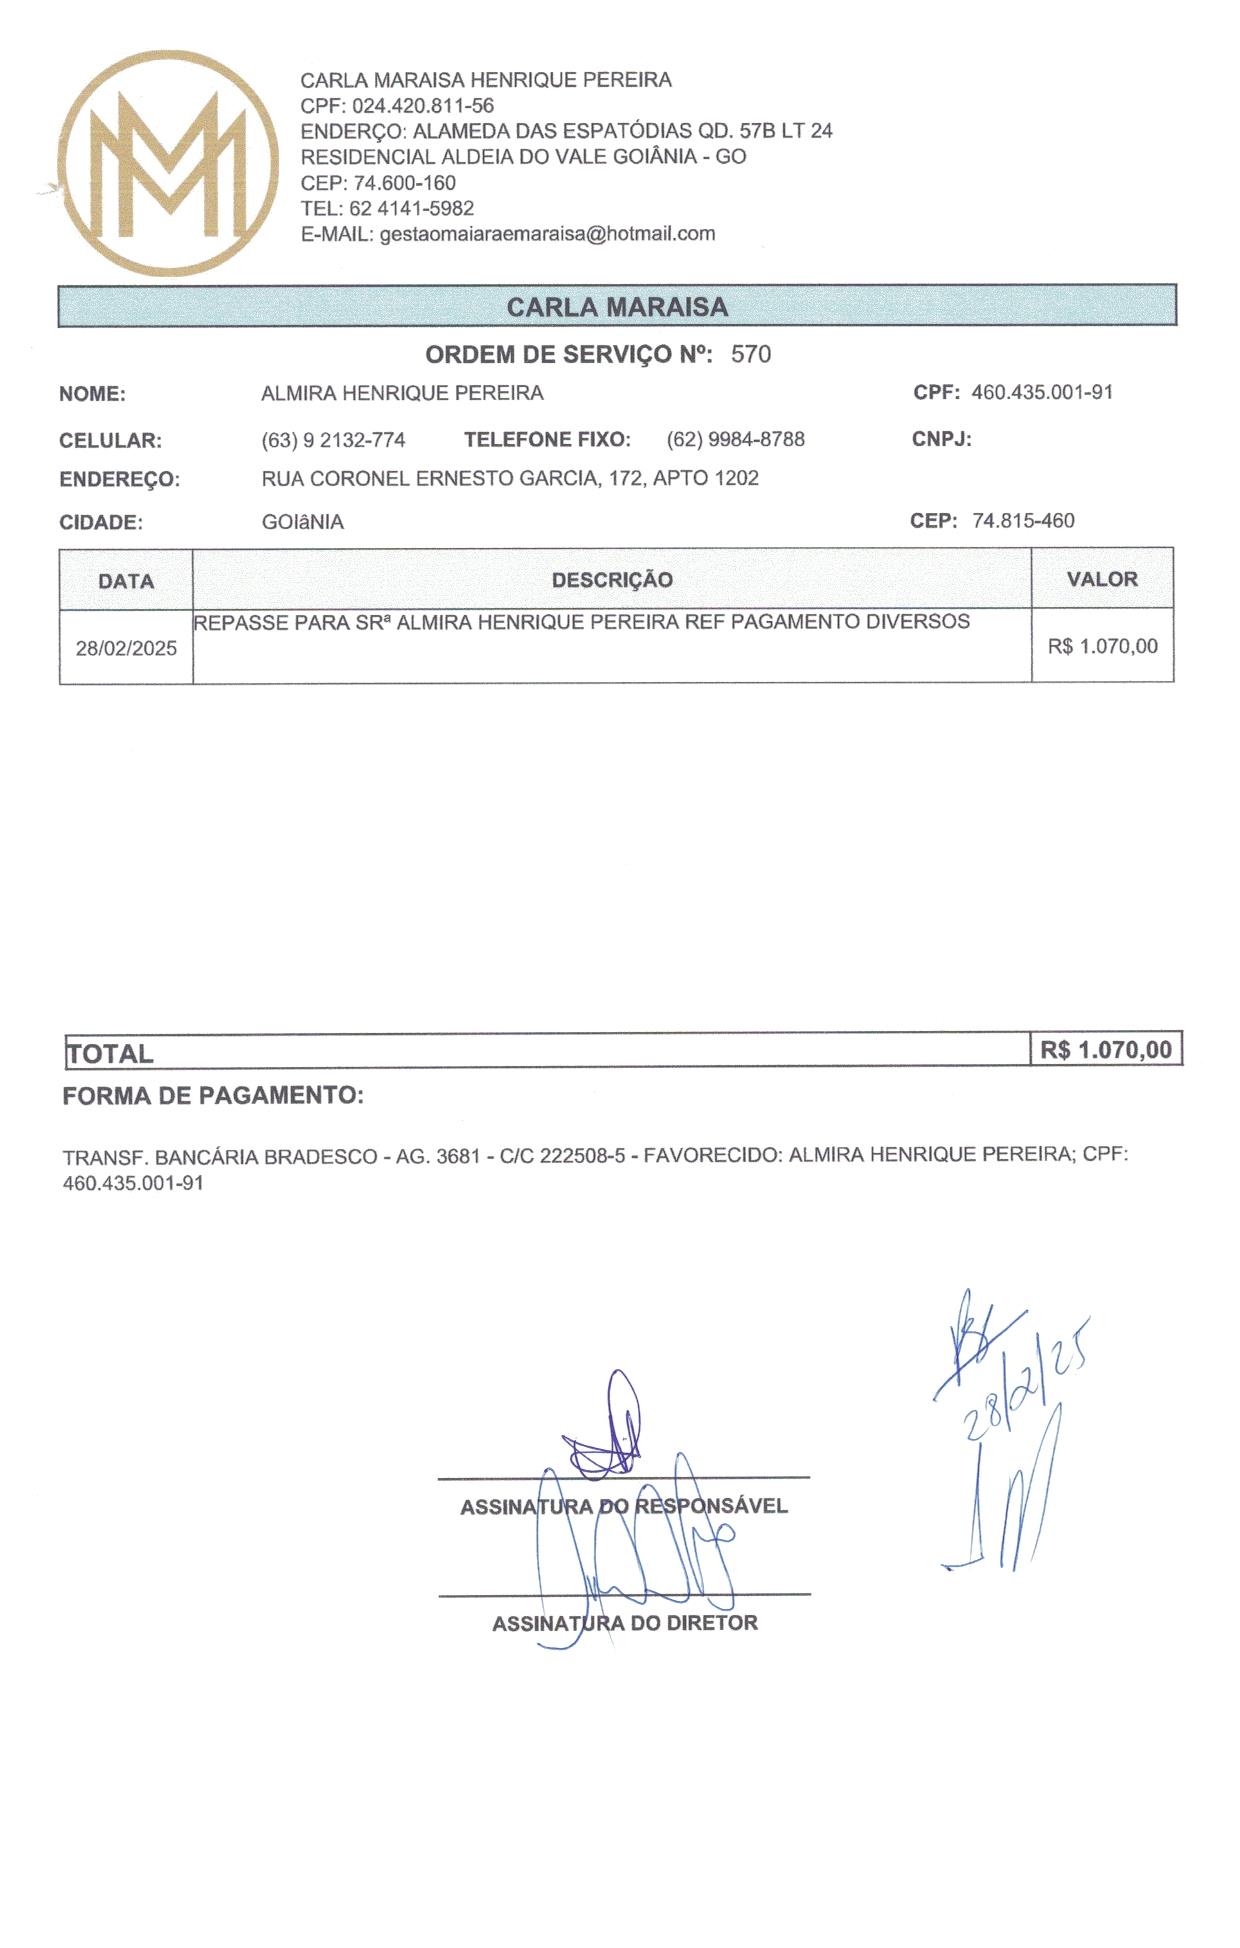 CARLA MARAISA HENRIQUE PEREIRA
CPF: 024.420.811-56
ENDERÇO: ALAMEDA DAS ESPATÓDIAS QD. 57B LT 24
RESIDENCIAL ALDEIA DO VALE GOIÂNIA - GO
CEP: 74.600-160
TEL: 62 4141-5982
E-MAIL: gestaomaiaraemaraisa@hotmail.com
CARLA MARAISA
ORDEM DE SERVIÇO Nº: 570
NOME: ALMIRA HENRIQUE PEREIRA CPF: 460.435.001-91
CELULAR: (63) 9 2132-774 TELEFONE FIXO: (62) 9984-8788 CNPJ:
ENDEREÇO: RUA CORONEL ERNESTO GARCIA, 172, APTO 1202
CIDADE: GOIâNIA CEP: 74.815-460
DATA DESCRIÇÃO VALOR
28/02/2025 REPASSE PARA SRª ALMIRA HENRIQUE PEREIRA REF PAGAMENTO DIVERSOS R$ 1.070,00
TOTAL R$ 1.070,00
FORMA DE PAGAMENTO:
TRANSF. BANCÁRIA BRADESCO - AG. 3681 - C/C 222508-5 - FAVORECIDO: ALMIRA HENRIQUE PEREIRA; CPF:
460.435.001-91
28/2/25
ASSINATURA DO RESPONSÁVEL
ASSINATURA DO DIRETOR